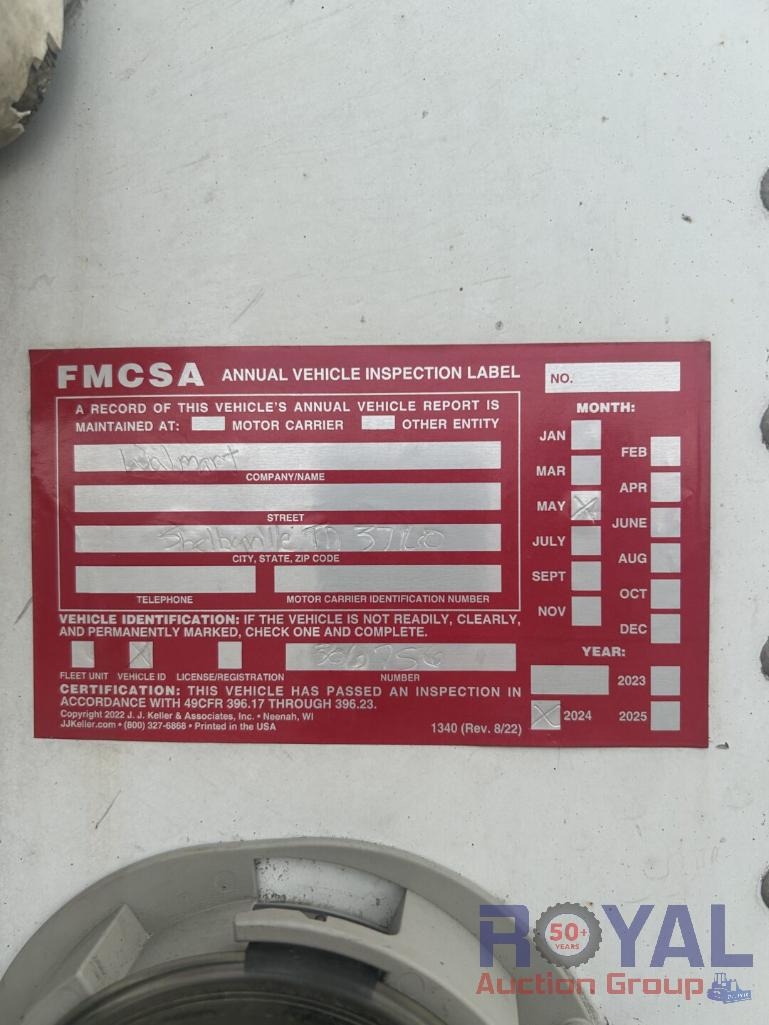 FMCSA ANNUAL VEHICLE INSPECTION LABEL
NO.
A RECORD OF THIS VEHICLE'S ANNUAL VEHICLE REPORT IS
MAINTAINED AT: MOTOR CARRIER OTHER ENTITY
Walmart
COMPANY/NAME
STREET
Shelbyville TN 37160
CITY, STATE, ZIP CODE
TELEPHONE MOTOR CARRIER IDENTIFICATION NUMBER
VEHICLE IDENTIFICATION: IF THE VEHICLE IS NOT READILY, CLEARLY,
AND PERMANENTLY MARKED, CHECK ONE AND COMPLETE.
X
FLEET UNIT VEHICLE ID LICENSE/REGISTRATION NUMBER
CERTIFICATION: THIS VEHICLE HAS PASSED AN INSPECTION IN
ACCORDANCE WITH 49CFR 396.17 THROUGH 396.23.
Copyright 2022 J. J. Keller & Associates, Inc. • Neenah, WI
JJKeller.com • (800) 327-6868 • Printed in the USA
1340 (Rev. 8/22)
MONTH:
JAN FEB
MAR APR
MAY X JUNE
JULY AUG
SEPT OCT
NOV DEC
YEAR:
2023
X 2024 2025
ROYAL
50+
YEARS
Auction Group